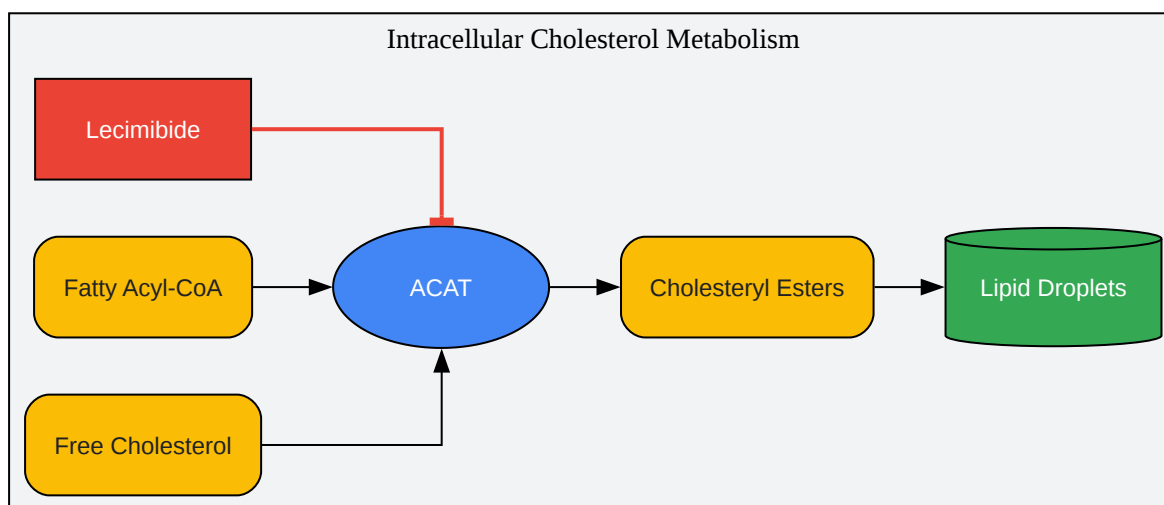 Intracellular Cholesterol Metabolism
Lecimibide
Fatty Acyl-CoA
ACAT
Cholesteryl Esters
Lipid Droplets
Free Cholesterol